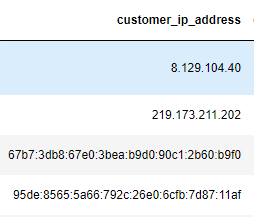 customer_ip_address
8.129.104.40
219.173.211.202
67b7:3db8:67e0:3bea:b9d0:90c1:2b60:b9f0
95de:8565:5a66:792c:26e0:6cfb:7d87:11af